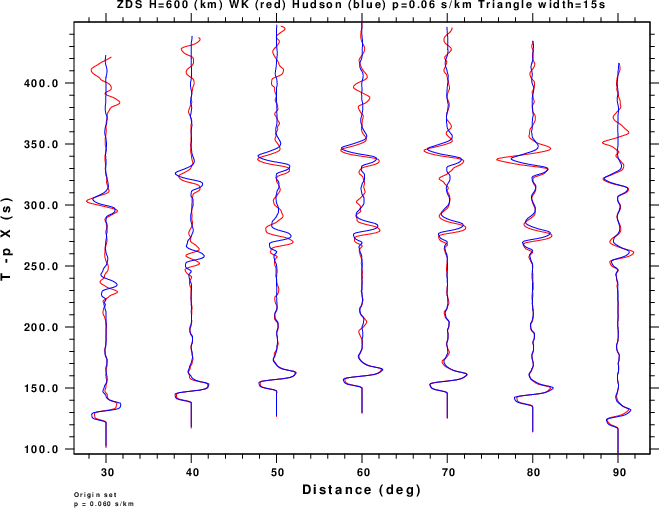 ZDS H=600 (km) WK (red) Hudson (blue) p=0.06 s/km Triangle width=15s
400.0
350.0
300.0
250.0
200.0
150.0
100.0
T -p X (s)
30 40 50 60 70 80 90
Distance (deg)
Origin set
p = 0.060 s/km